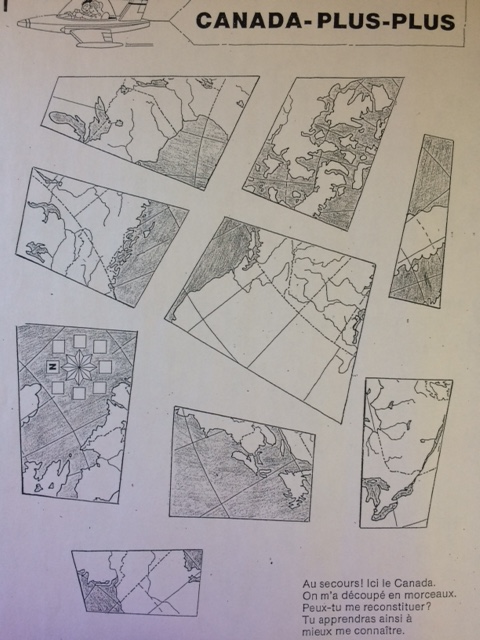 CANADA-PLUS-PLUS
N
Au secours! Ici le Canada.
On m'a découpé en morceaux.
Peux-tu me reconstituer?
Tu apprendras ainsi à
mieux me connaître.